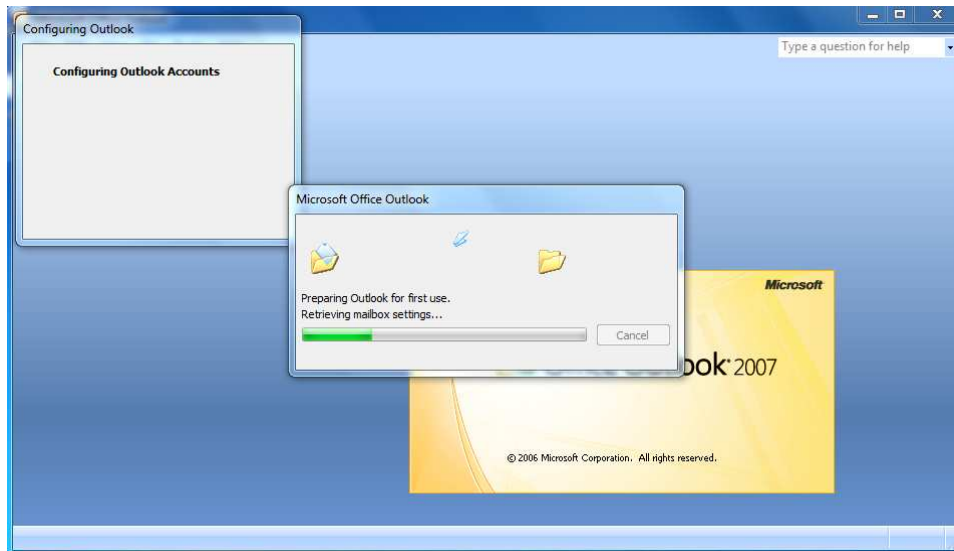 Configuring Outlook
Type a question for help
Configuring Outlook Accounts
Microsoft Office Outlook
Preparing Outlook for first use.
Retrieving mailbox settings...
Cancel
Microsoft
2007
© 2006 Microsoft Corporation. All rights reserved.